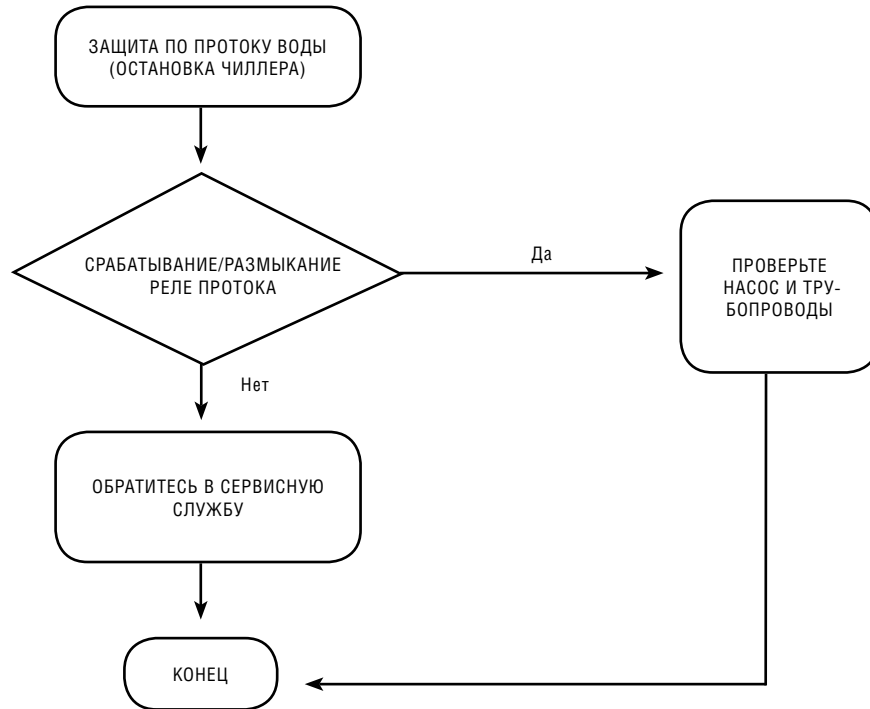 ЗАЩИТА ПО ПРОТОКУ ВОДЫ
(ОСТАНОВКА ЧИЛЛЕРА)
СРАБАТЫВАНИЕ/РАЗМЫКАНИЕ
РЕЛЕ ПРОТОКА
Да
ПРОВЕРЬТЕ
НАСОС И ТРУ-
БОПРОВОДЫ
Нет
ОБРАТИТЕСЬ В СЕРВИСНУЮ
СЛУЖБУ
КОНЕЦ